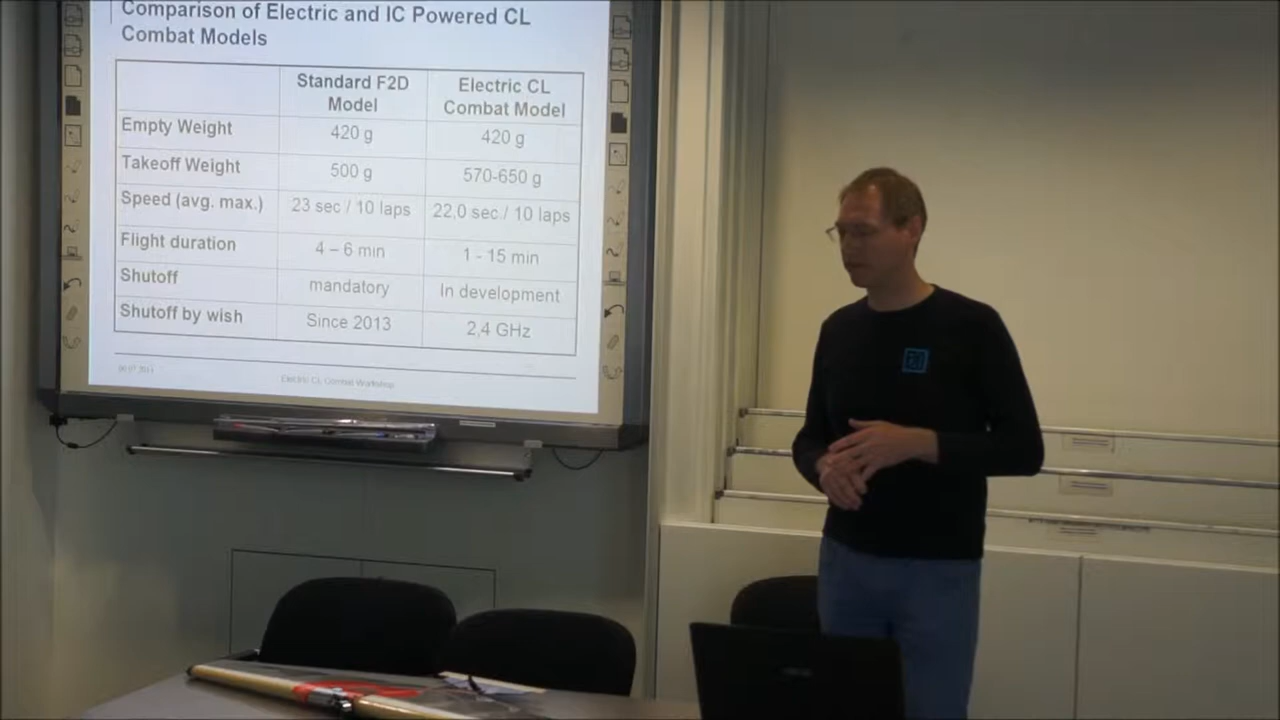 Comparison of Electric and IC Powered CL
Combat Models
Standard F2D Model
Electric CL Combat Model
Empty Weight 420 g 420 g
Takeoff Weight 500 g 570-650 g
Speed (avg. max.) 23 sec / 10 laps 22,0 sec / 10 laps
Flight duration 4 – 6 min 1 - 15 min
Shutoff mandatory In development
Shutoff by wish Since 2013 2,4 GHz
Electric CL Combat Workshop